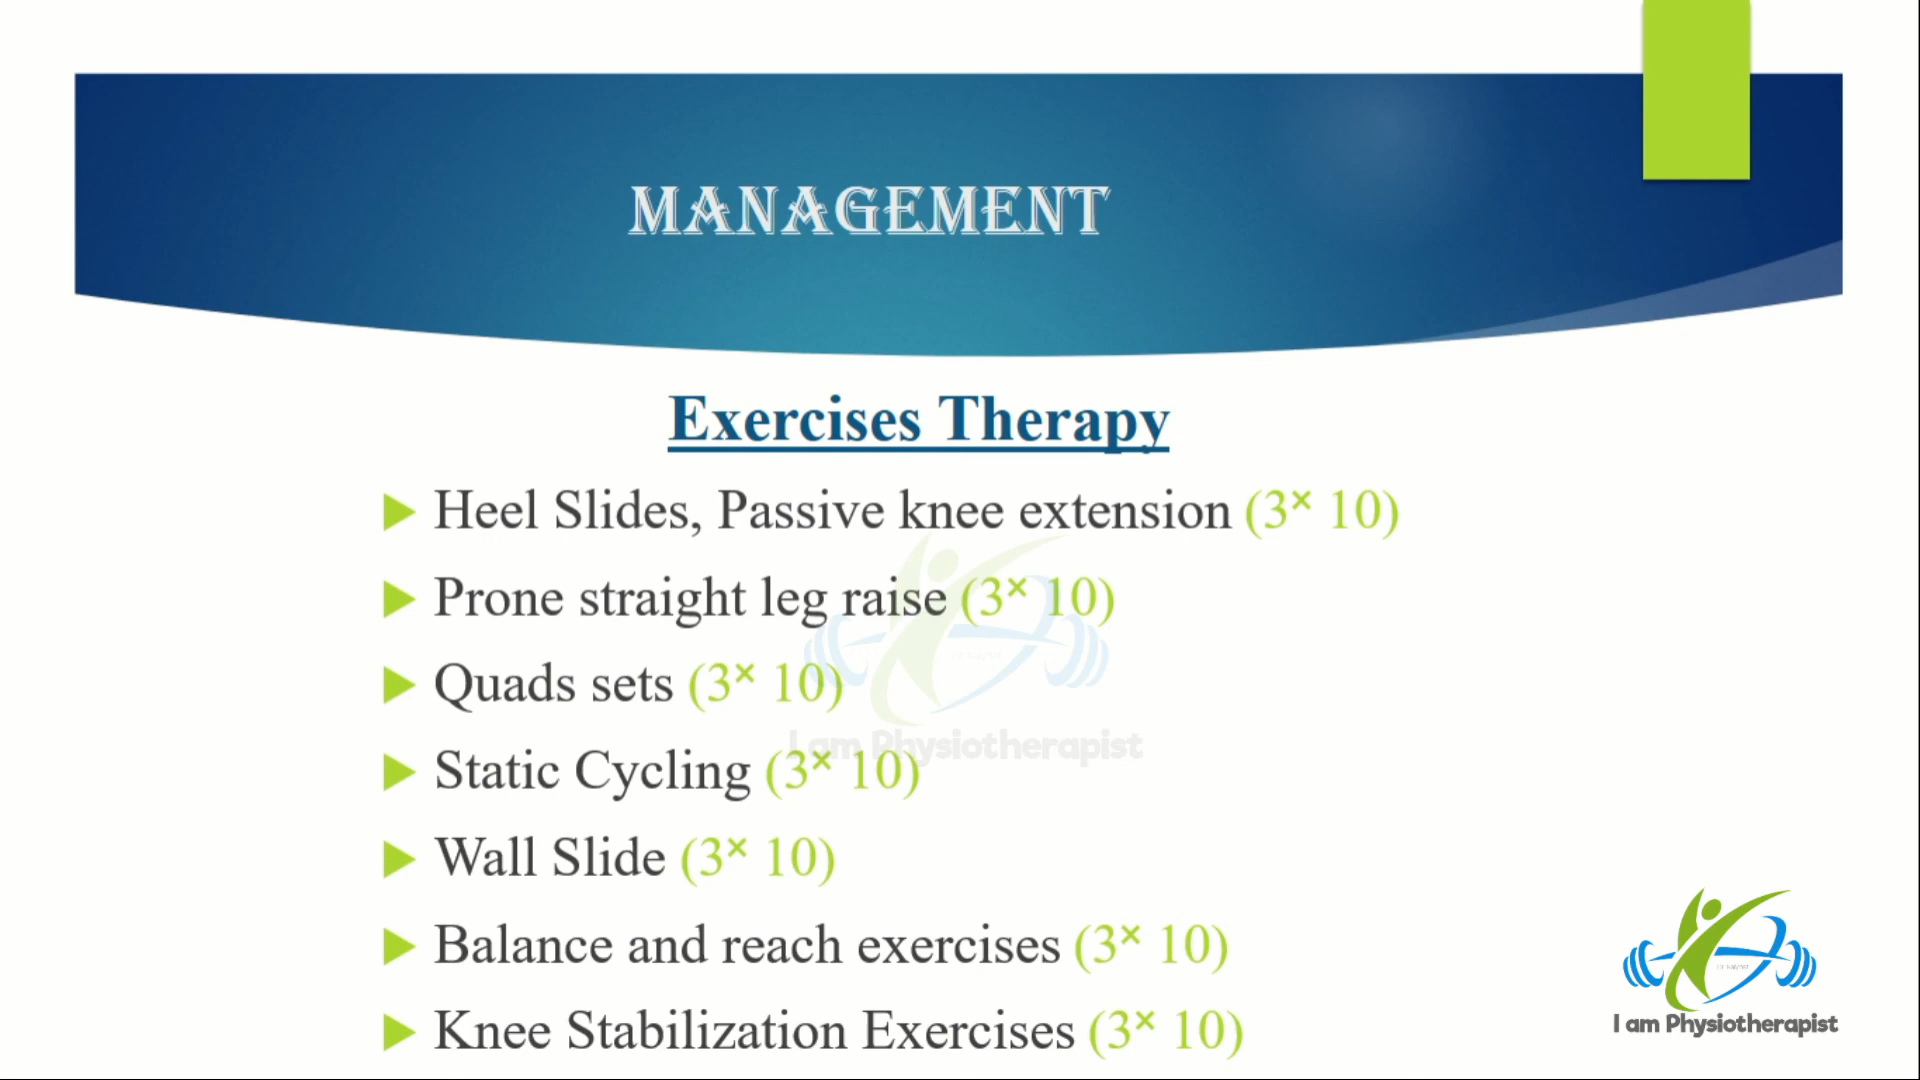 MANAGEMENT
Exercises Therapy
Heel Slides, Passive knee extension (3× 10)
Prone straight leg raise (3× 10)
Quads sets (3× 10)
I am Physiotherapist
Static Cycling (3× 10)
Wall Slide (3× 10)
Balance and reach exercises (3× 10)
Knee Stabilization Exercises (3× 10)
I am Physiotherapist